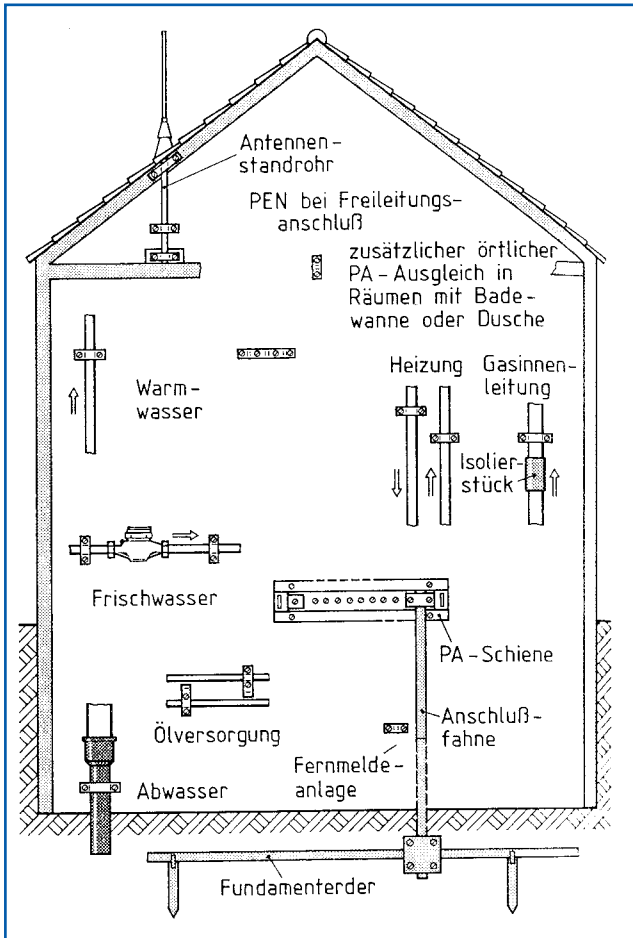 Antennen-
standrohr
PEN bei Freileitungs-
anschluß
zusätzlicher örtlicher
PA-Ausgleich in
Räumen mit Bade-
wanne oder Dusche
Warm-
wasser
Heizung
Gasinnen-
leitung
Isolier-
stück
Frischwasser
PA-Schiene
Anschluß-
fahne
Ölversorgung
Fernmelde-
anlage
Abwasser
Fundamenterder